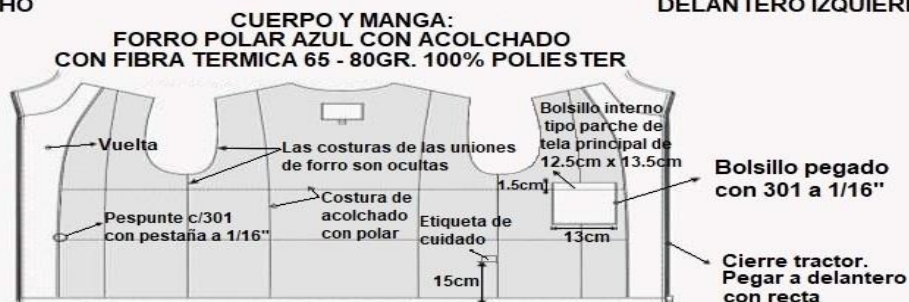 HO
DELANTERO IZQUIER
CUERPO Y MANGA:
FORRO POLAR AZUL CON ACOLCHADO
CON FIBRA TERMICA 65 - 80GR. 100% POLIESTER
Vuelta
Las costuras de las uniones
de forro son ocultas
Bolsillo interno
tipo parche de
tela principal de
12.5cm x 13.5cm
1.5cm
13cm
Bolsillo pegado
con 301 a 1/16"
Costura de
acolchado
con polar
Pespunte c/301
con pestaña a 1/16"
Etiqueta de
cuidado
15cm
Cierre tractor.
Pegar a delantero
con recta